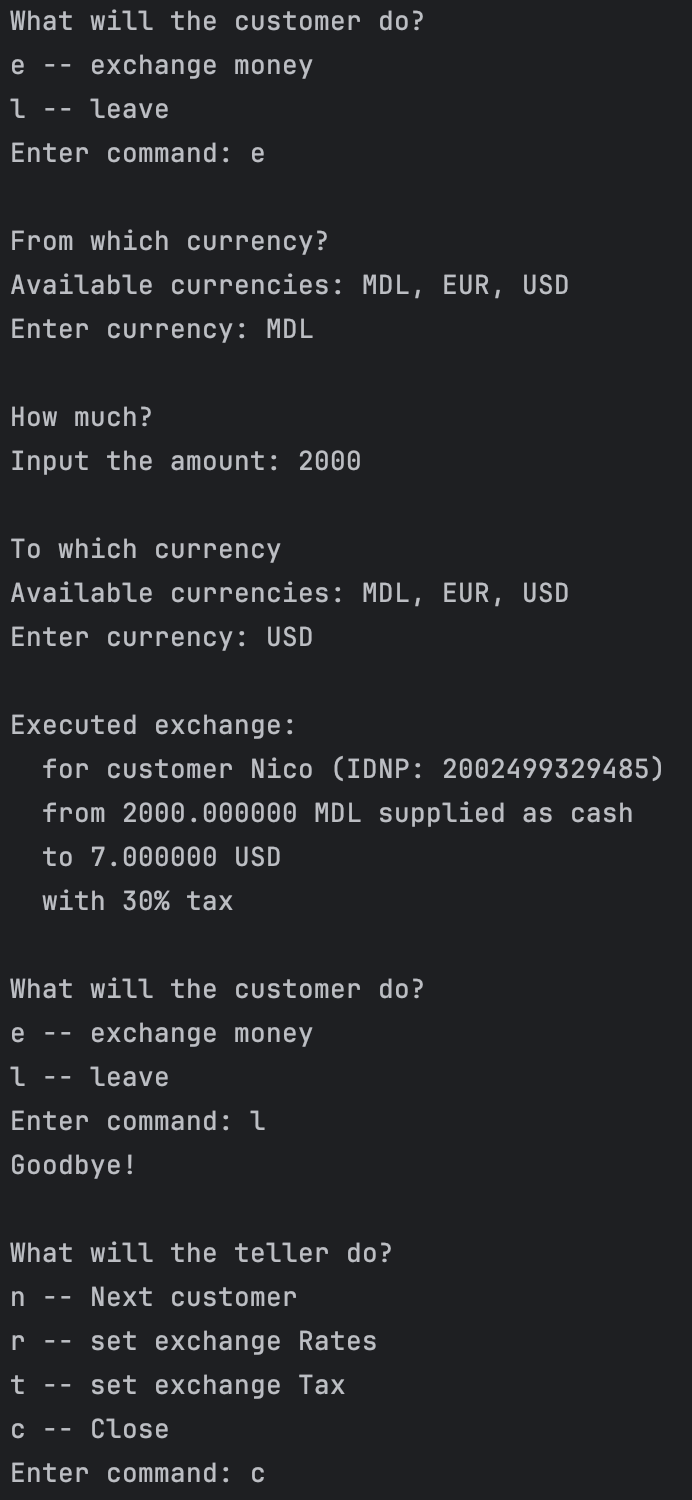 What will the customer do?
e -- exchange money
l -- leave
Enter command: e
From which currency?
Available currencies: MDL, EUR, USD
Enter currency: MDL
How much?
Input the amount: 2000
To which currency
Available currencies: MDL, EUR, USD
Enter currency: USD
Executed exchange:
  for customer Nico (IDNP: 2002499329485)
  from 2000.000000 MDL supplied as cash
  to 7.000000 USD
  with 30% tax
What will the customer do?
e -- exchange money
l -- leave
Enter command: l
Goodbye!
What will the teller do?
n -- Next customer
r -- set exchange Rates
t -- set exchange Tax
c -- Close
Enter command: c